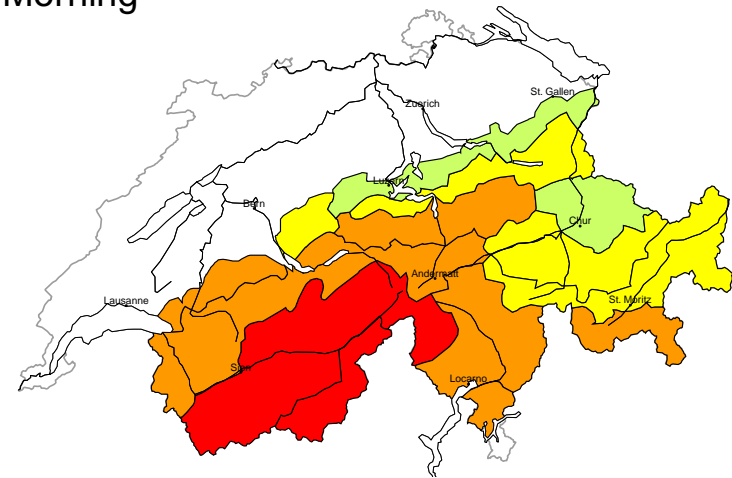 Morning
St. Gallen
Zuerich
Luzern
Bern
Chur
Andermatt
Lausanne
St. Moritz
Sion
Locarno